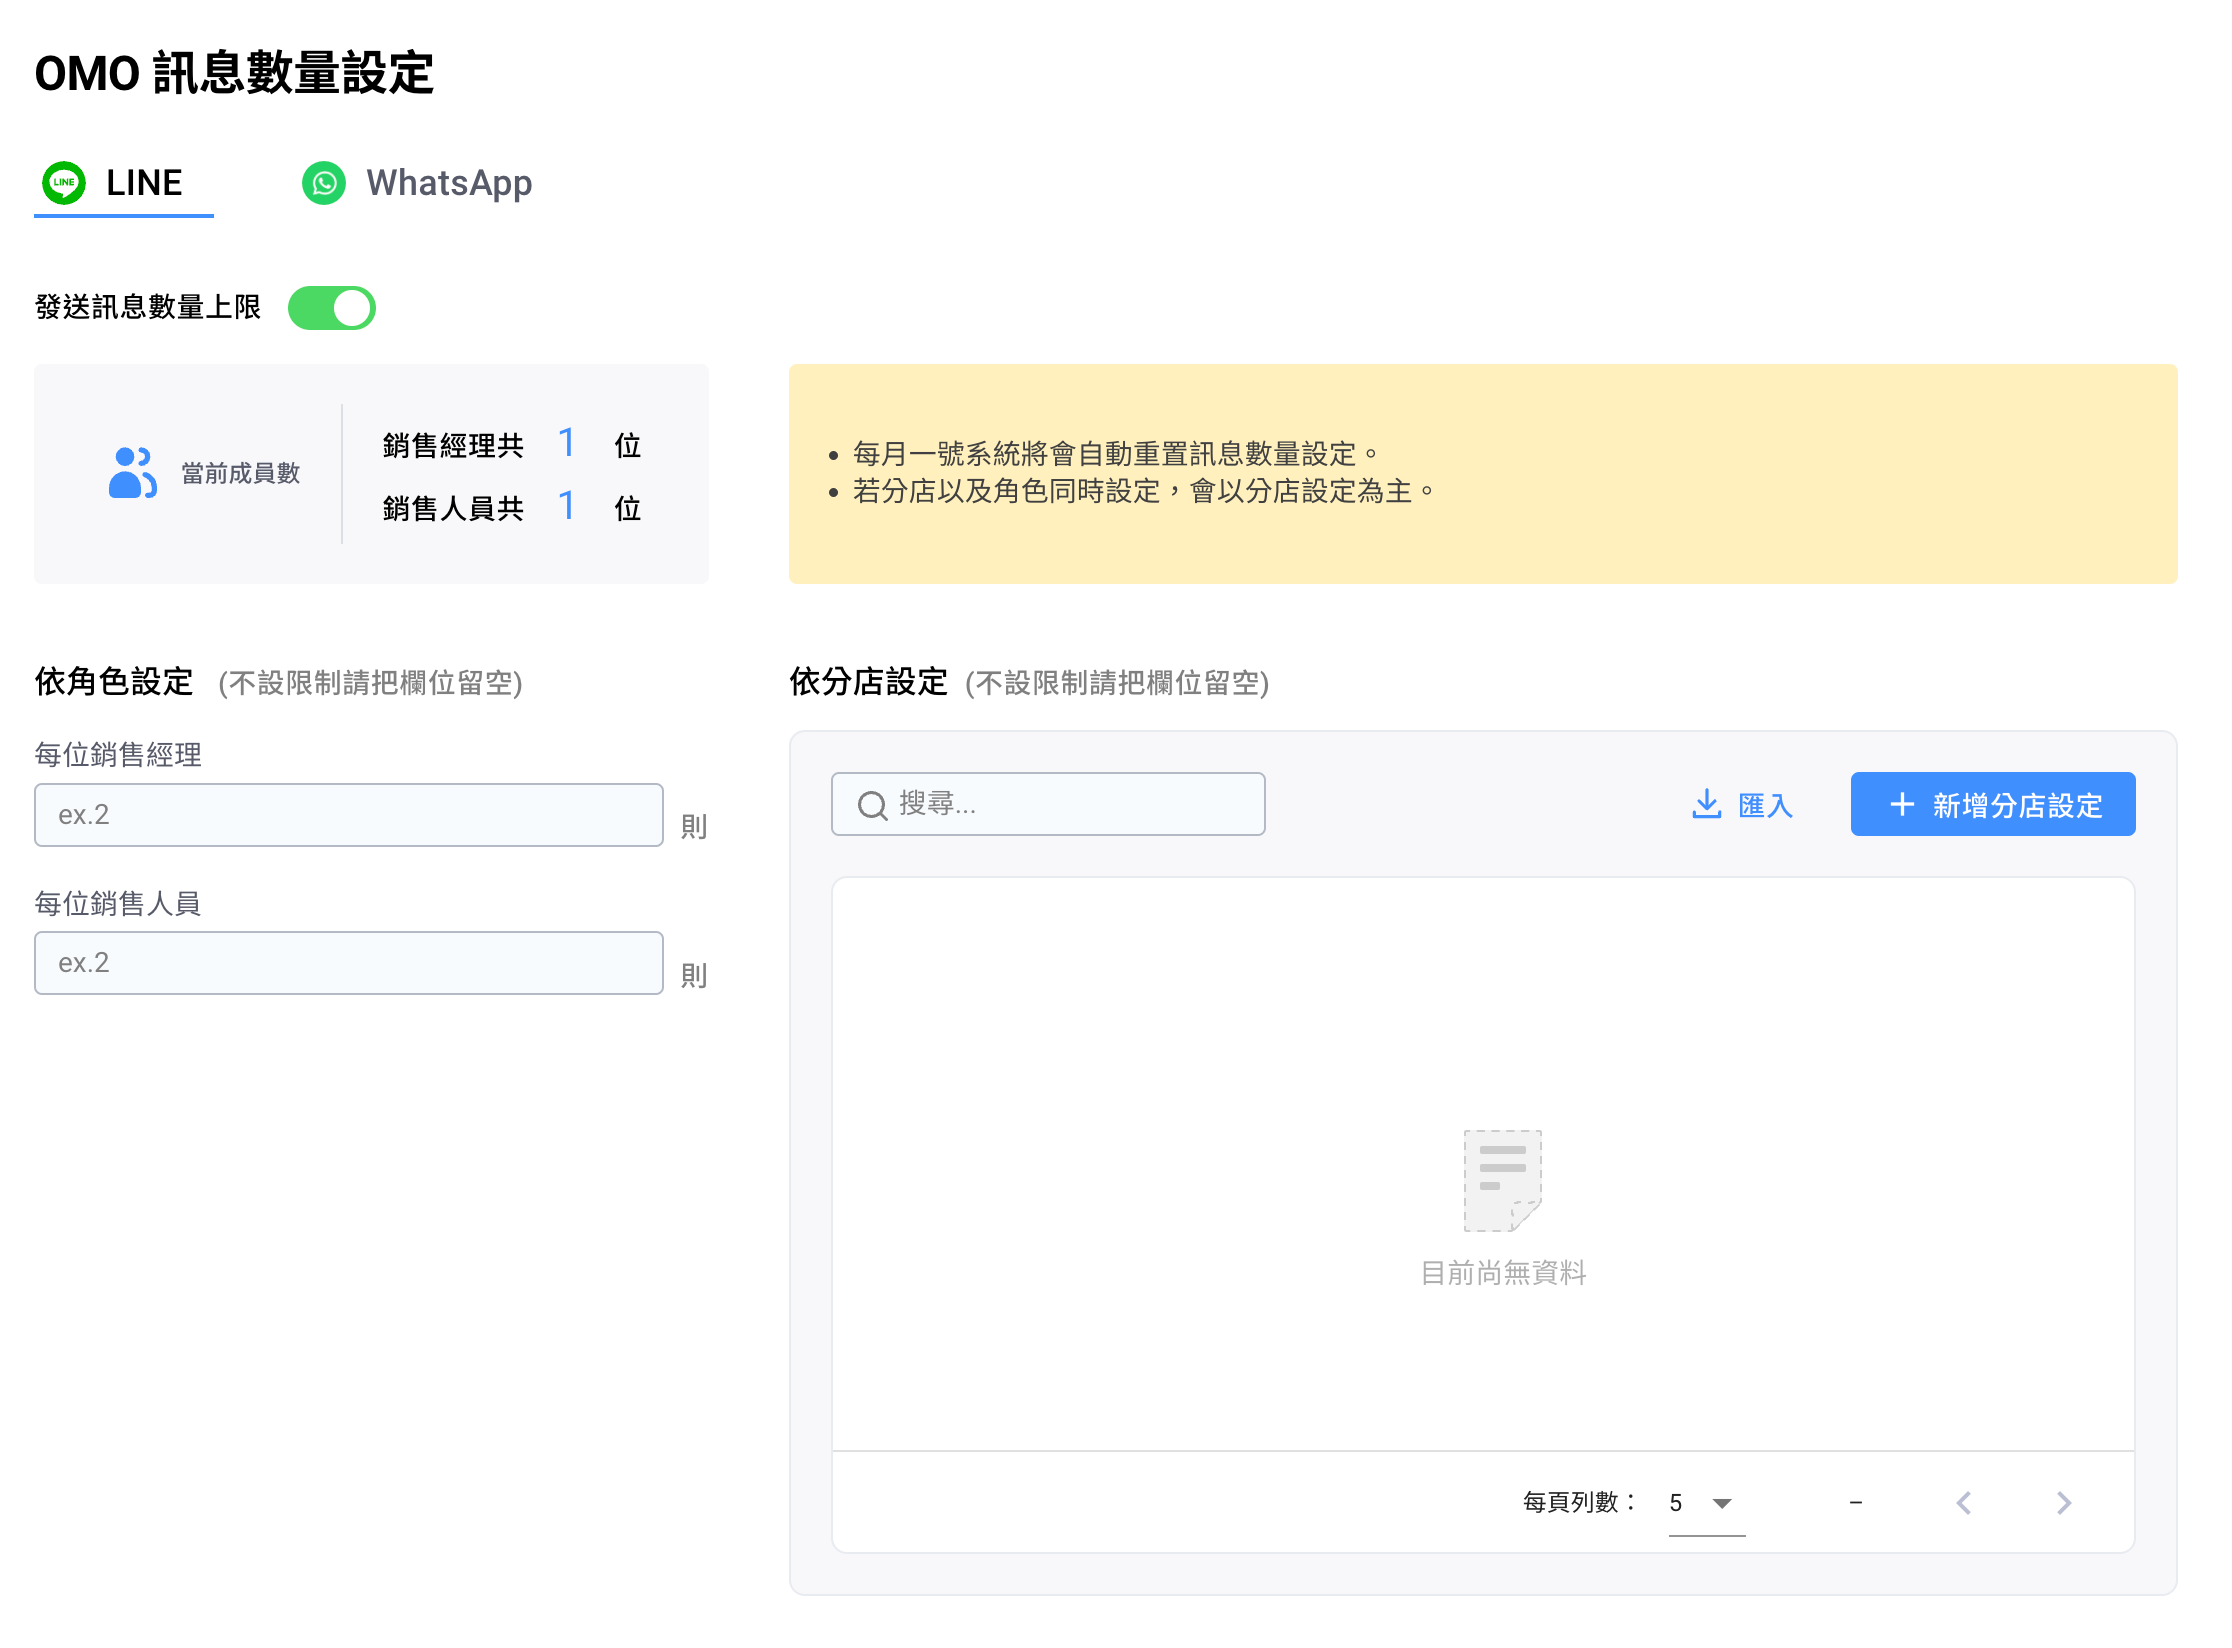 OMO 訊息數量設定
LINE LINE
WhatsApp
發送訊息數量上限
當前成員數
銷售經理共 1 位
銷售人員共 1 位
每月一號系統將會自動重置訊息數量設定。
若分店以及角色同時設定，會以分店設定為主。
依角色設定 (不設限制請把欄位留空)
每位銷售經理
ex.2 則
每位銷售人員
ex.2 則
依分店設定 (不設限制請把欄位留空)
搜尋... 匯入 + 新增分店設定
目前尚無資料
每頁列數： 5 –